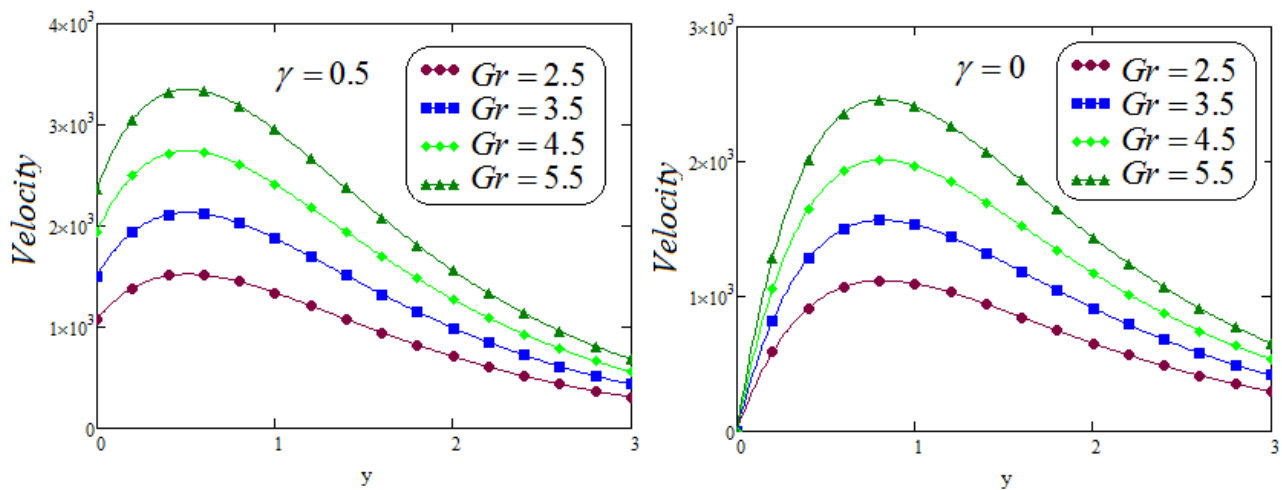 4×10³
3×10³
2×10³
1×10³
0
Velocity
γ = 0.5
Gr = 2.5
Gr = 3.5
Gr = 4.5
Gr = 5.5
0
1
2
3
y
3×10³
2×10³
1×10³
0
Velocity
γ = 0
Gr = 2.5
Gr = 3.5
Gr = 4.5
Gr = 5.5
0
1
2
3
y